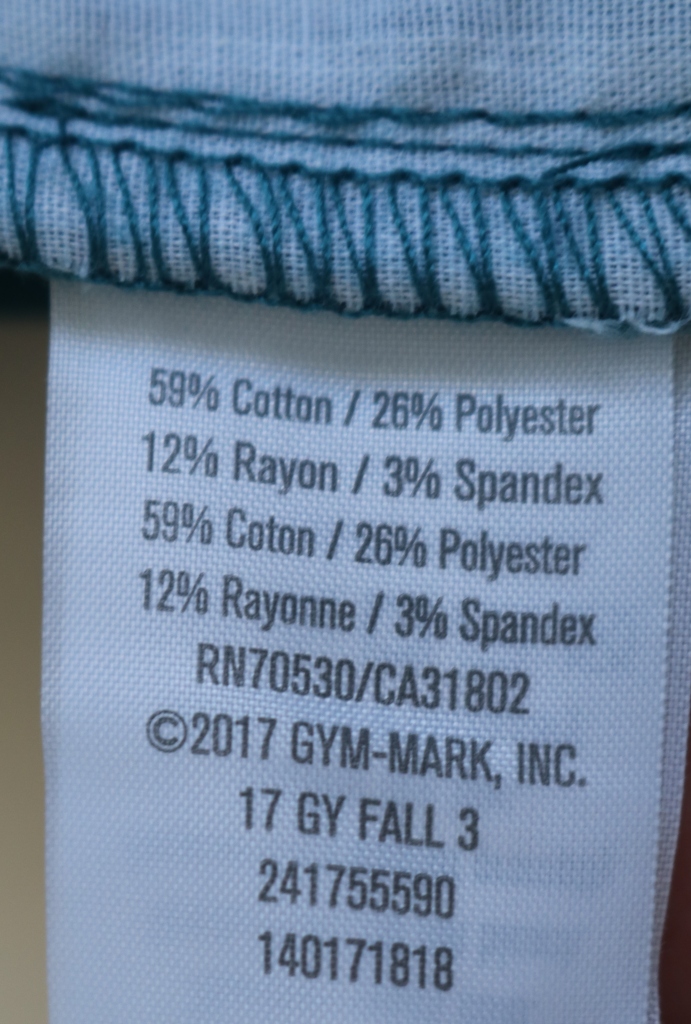 59% Cotton / 26% Polyester
12% Rayon / 3% Spandex
59% Coton / 26% Polyester
12% Rayonne / 3% Spandex
RN70530/CA31802
©2017 GYM-MARK, INC.
17 GY FALL 3
241755590
140171818